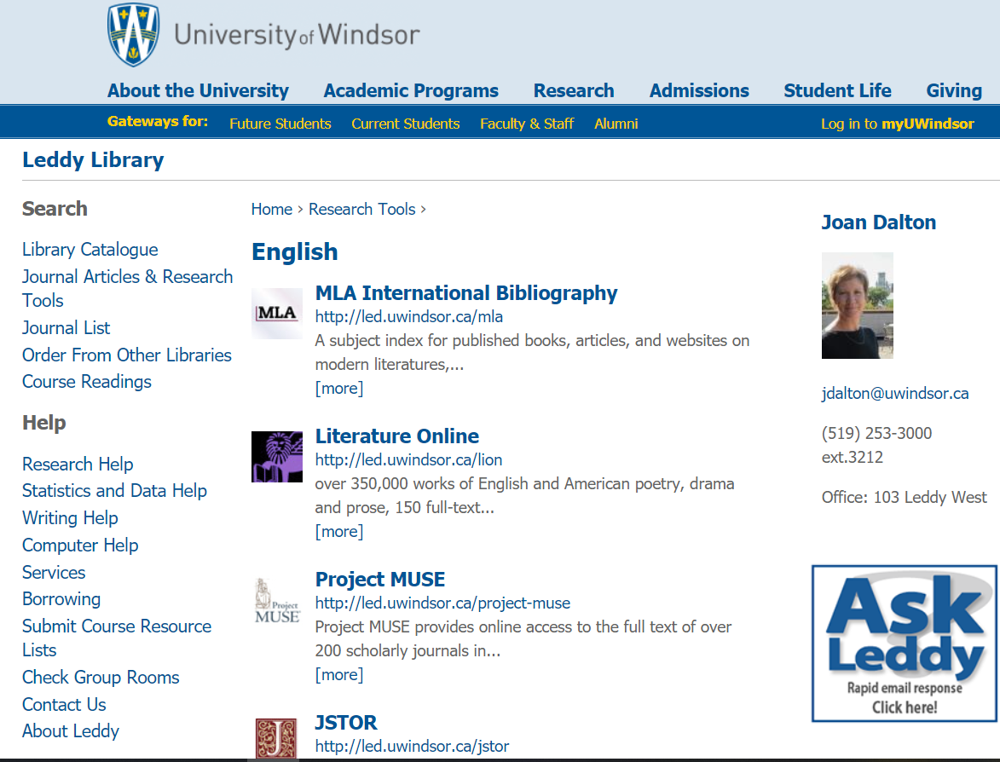 University of Windsor
About the University Academic Programs Research Admissions Student Life Giving
Gateways for: Future Students Current Students Faculty & Staff Alumni Log in to myUWindsor
Leddy Library
Search
Library Catalogue
Journal Articles & Research
Tools
Journal List
Order From Other Libraries
Course Readings
Help
Research Help
Statistics and Data Help
Writing Help
Computer Help
Services
Borrowing
Submit Course Resource
Lists
Check Group Rooms
Contact Us
About Leddy
Home › Research Tools ›
English
MLA
MLA International Bibliography
http://led.uwindsor.ca/mla
A subject index for published books, articles, and websites on
modern literatures,...
[more]
Literature Online
http://led.uwindsor.ca/lion
over 350,000 works of English and American poetry, drama
and prose, 150 full-text...
[more]
Project
MUSE
Project MUSE
http://led.uwindsor.ca/project-muse
Project MUSE provides online access to the full text of over
200 scholarly journals in...
[more]
J
JSTOR
http://led.uwindsor.ca/jstor
Joan Dalton
jdalton@uwindsor.ca
(519) 253-3000
ext.3212
Office: 103 Leddy West
Ask
Leddy
Rapid email response
Click here!